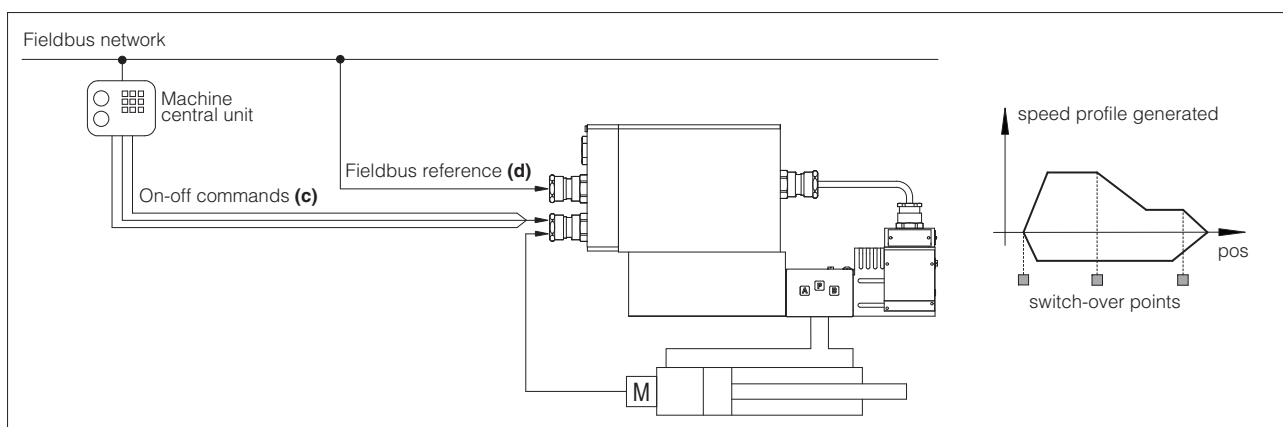 Fieldbus network
Machine
central unit
speed profile generated
Fieldbus reference (d)
On-off commands (c)
pos
A P B
switch-over points
M